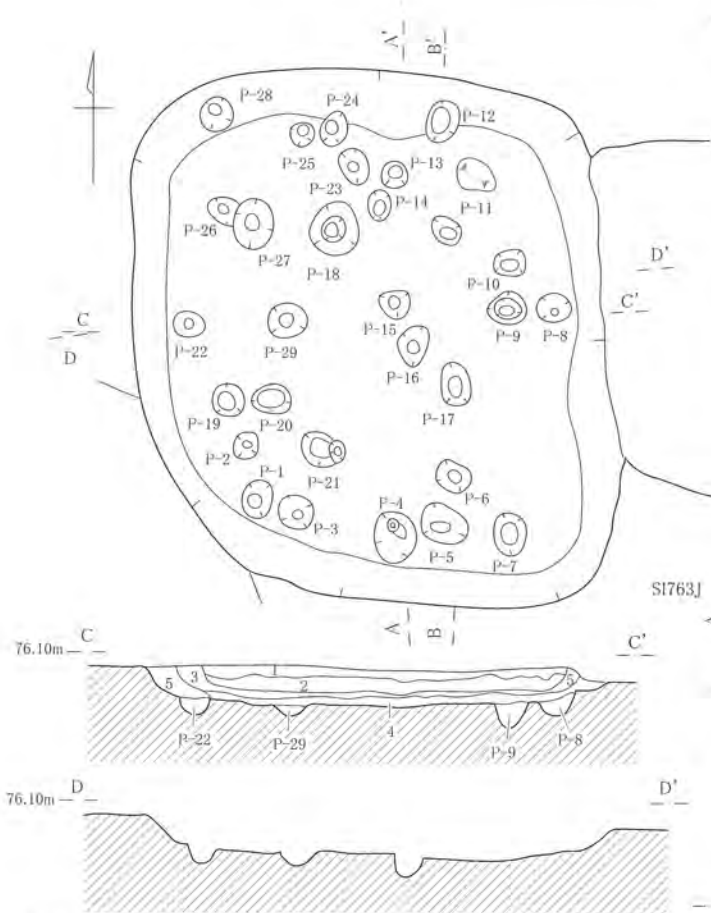 A' B'
P-28
P-24
P-12
P-25
P-13
P-23
P-14
P-11
P-26
P-27
P-18
P-10
D'
C'
C
D
P-15
P-9
P-8
P-22
P-29
P-16
P-19
P-20
P-17
P-2
P-21
P-1
P-6
P-3
P-4
P-5
P-7
SI763J
A B
76.10m C C'
1
3
5 2 5
P-22 P-29 4 P-9 P-8
76.10m D D'